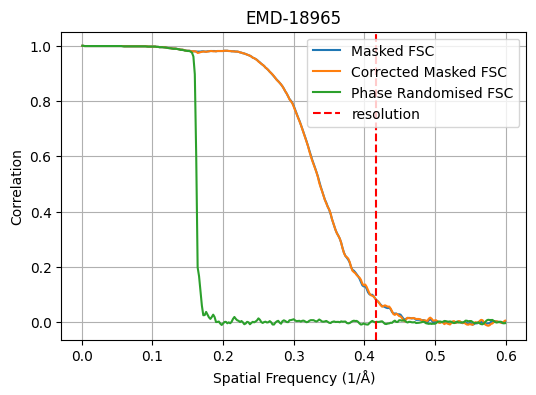 EMD-18965
Masked FSC
Corrected Masked FSC
Phase Randomised FSC
resolution
Correlation
1.0
0.8
0.6
0.4
0.2
0.0
0.0 0.1 0.2 0.3 0.4 0.5 0.6
Spatial Frequency (1/Å)